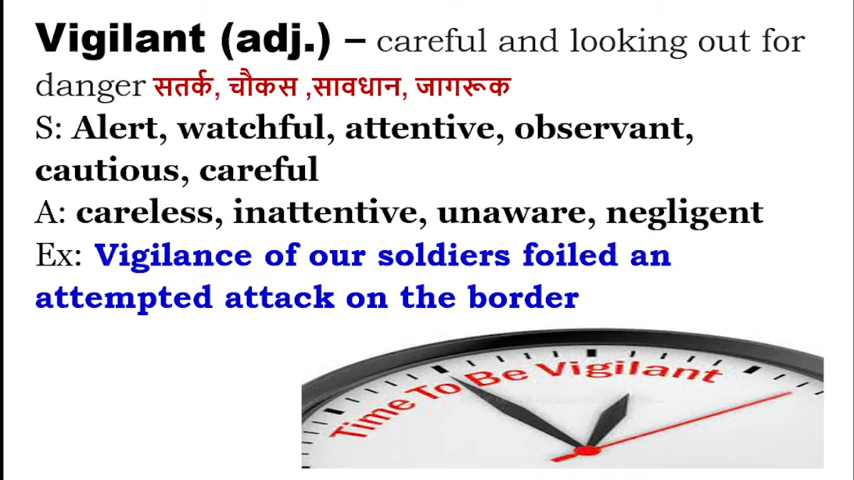 Vigilant (adj.) – careful and looking out for
danger सतर्क, चौकस ,सावधान, जागरूक
S: Alert, watchful, attentive, observant,
cautious, careful
A: careless, inattentive, unaware, negligent
Ex: Vigilance of our soldiers foiled an
attempted attack on the border
Time To Be Vigilant